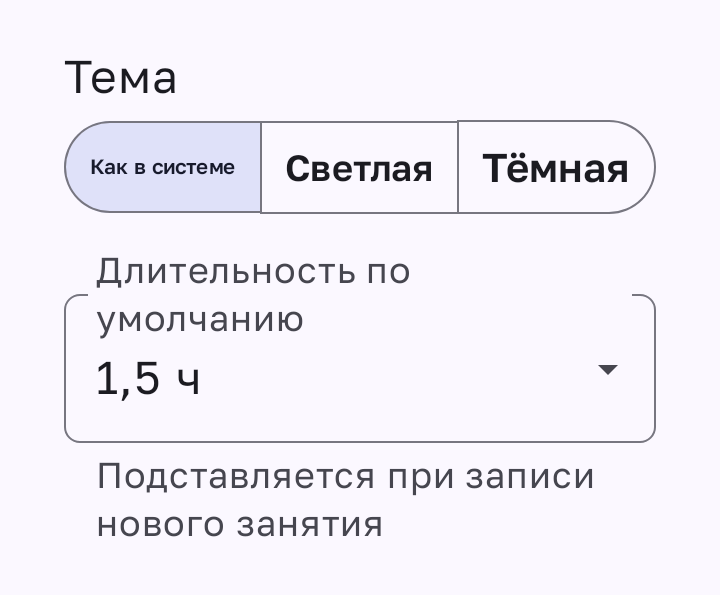 Тема
Как в системе Светлая Тёмная
Длительность по
умолчанию
1,5 ч
Подставляется при записи
нового занятия